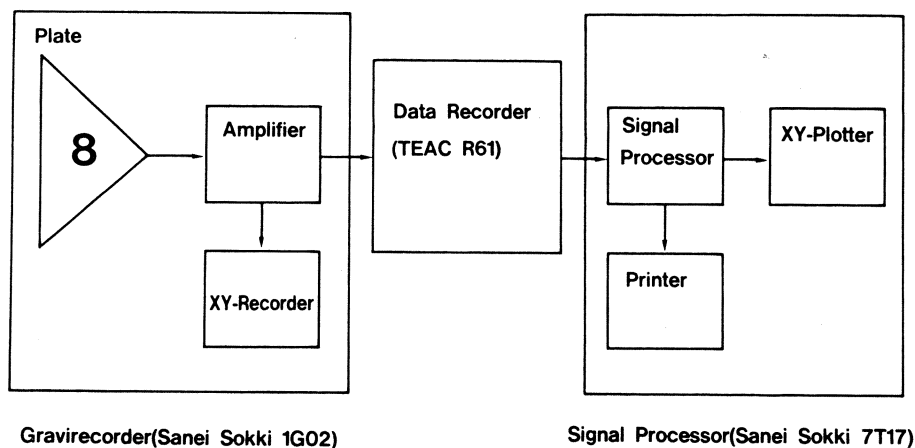 Plate
8
Amplifier
XY-Recorder
Data Recorder
(TEAC R61)
Signal
Processor
XY-Plotter
Printer
Gravirecorder(Sanei Sokki 1G02)
Signal Processor(Sanei Sokki 7T17)